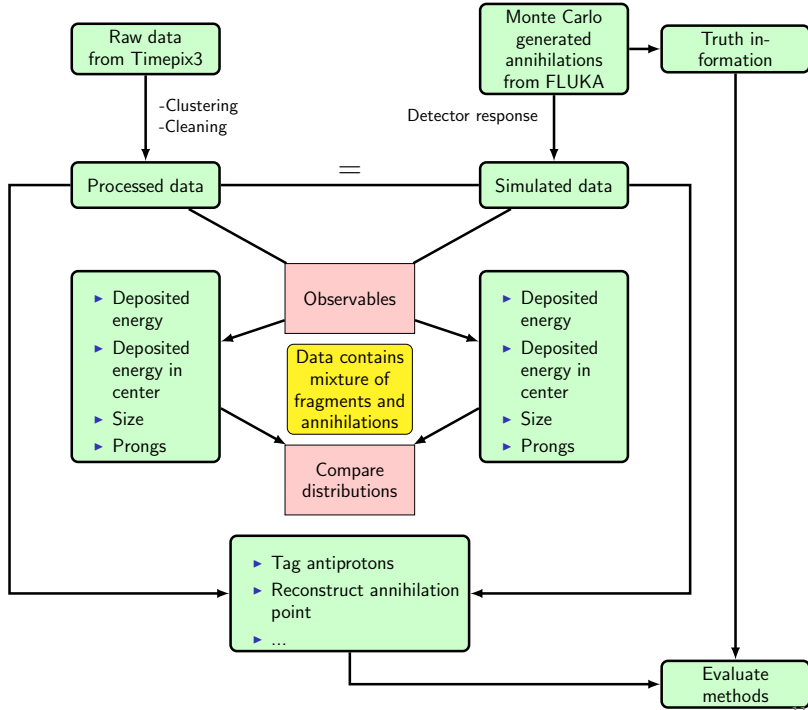 Raw data
from Timepix3
Monte Carlo
generated
annihilations
from FLUKA
Truth in-
formation
-Clustering
-Cleaning
Detector response
Processed data
=
Simulated data
Observables
▶ Deposited
energy
▶ Deposited
energy in
center
▶ Size
▶ Prongs
Data contains
mixture of
fragments and
annihilations
▶ Deposited
energy
▶ Deposited
energy in
center
▶ Size
▶ Prongs
Compare
distributions
▶ Tag antiprotons
▶ Reconstruct annihilation
point
▶ ...
Evaluate
methods